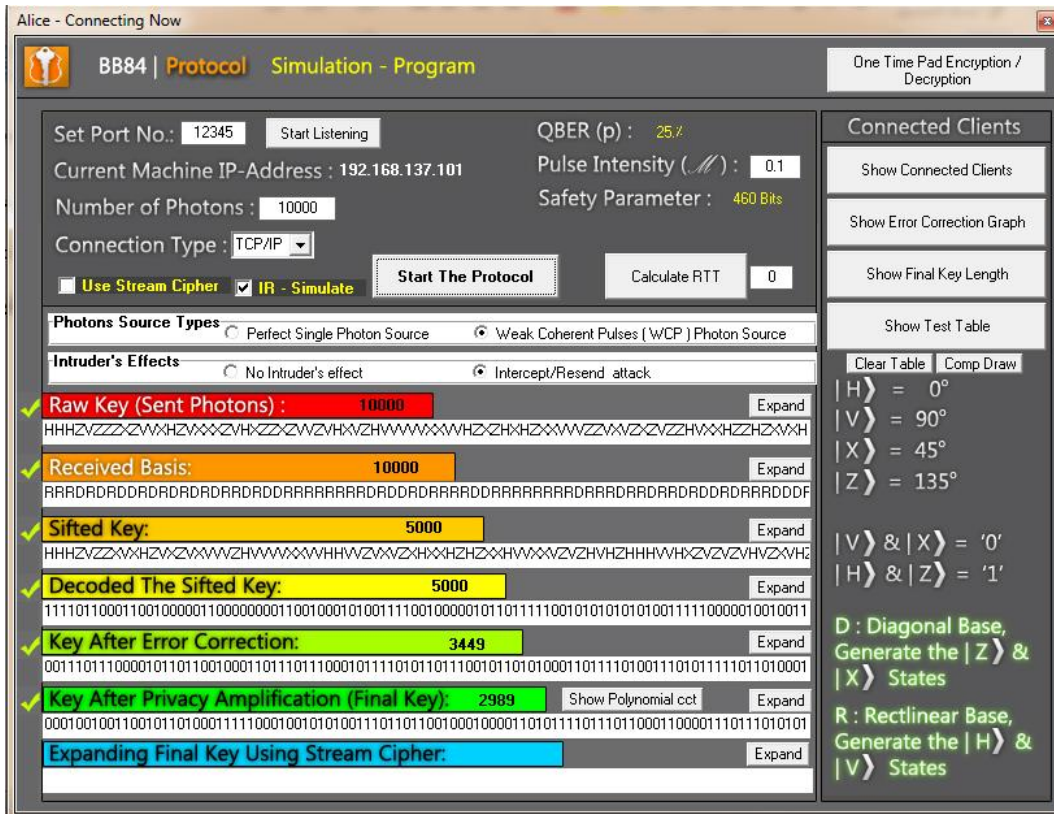 Alice - Connecting Now
BB84 | Protocol Simulation - Program
One Time Pad Encryption / Decryption
Set Port No.: 12345 Start Listening
QBER (p) : 25.%
Current Machine IP-Address : 192.168.137.101
Pulse Intensity (ℳ) : 0.1
Number of Photons : 10000
Safety Parameter : 460 Bits
Connection Type : TCP/IP
Use Stream Cipher IR - Simulate
Start The Protocol
Calculate RTT 0
Photons Source Types
Perfect Single Photon Source Weak Coherent Pulses ( WCP ) Photon Source
Intruder's Effects
No Intruder's effect Intercept/Resend attack
Raw Key (Sent Photons) : 10000 Expand
Received Basis: 10000 Expand
Sifted Key: 5000 Expand
Decoded The Sifted Key: 5000 Expand
Key After Error Correction: 3449 Expand
Key After Privacy Amplification (Final Key): 2989 Show Polynomial cct Expand
Expanding Final Key Using Stream Cipher: Expand
Connected Clients
Show Connected Clients
Show Error Correction Graph
Show Final Key Length
Show Test Table
Clear Table Comp Draw
|H⟩ = 0°
|V⟩ = 90°
|X⟩ = 45°
|Z⟩ = 135°
|V⟩ & |X⟩ = '0'
|H⟩ & |Z⟩ = '1'
D : Diagonal Base,
Generate the |Z⟩ &
|X⟩ States
R : Rectlinear Base,
Generate the |H⟩ &
|V⟩ States